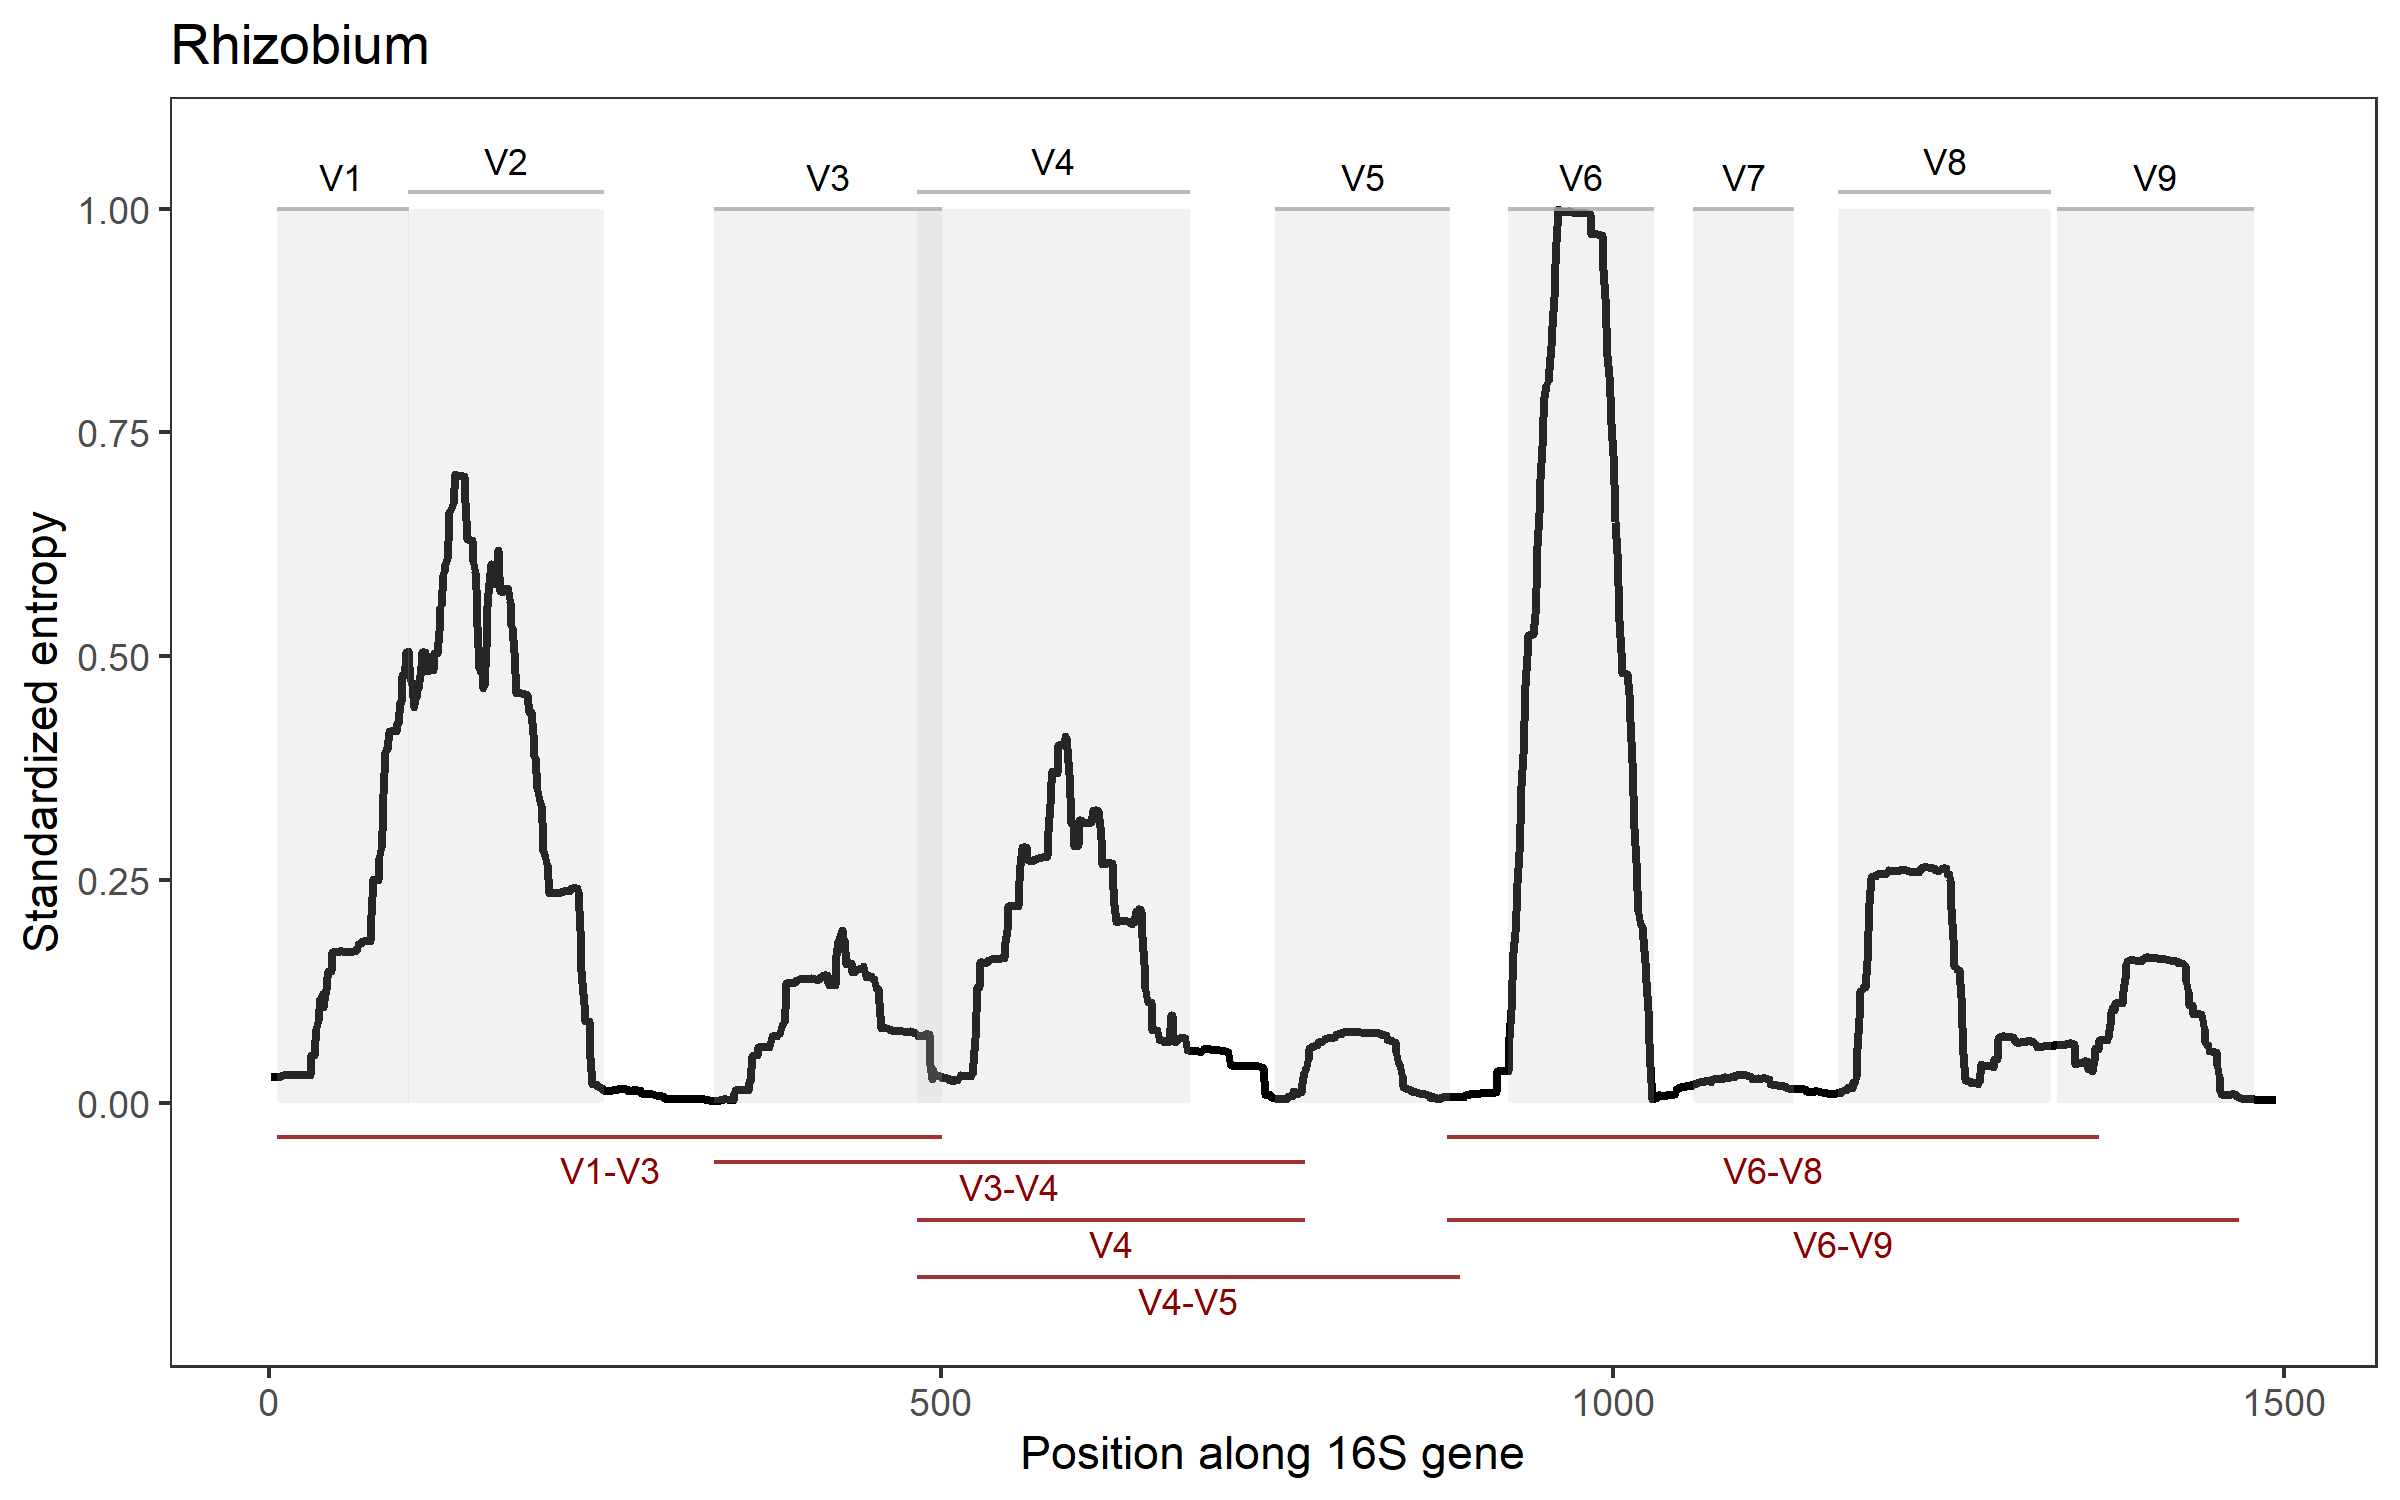 Rhizobium
V1
V2
V3
V4
V5
V6
V7
V8
V9
1.00
0.75
0.50
0.25
0.00
Standardized entropy
V1-V3
V3-V4
V4
V4-V5
V6-V8
V6-V9
0
500
1000
1500
Position along 16S gene